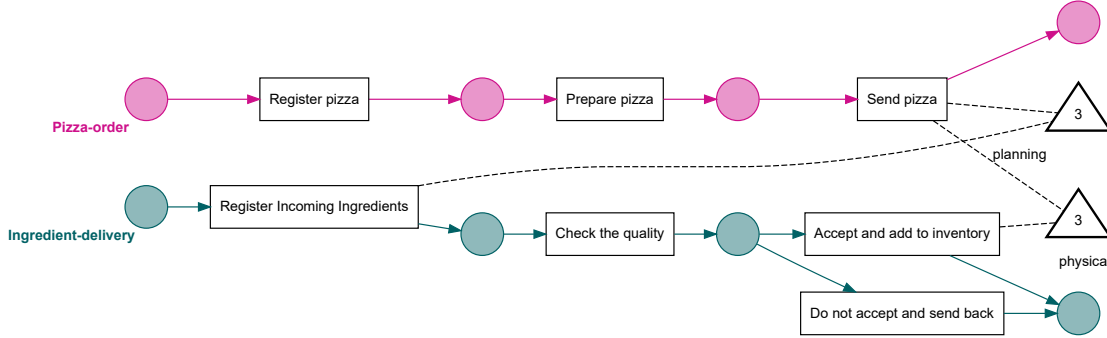 Register pizza
Prepare pizza
Send pizza
3
Pizza-order
planning
Register Incoming Ingredients
3
Ingredient-delivery
Check the quality
Accept and add to inventory
physica
Do not accept and send back